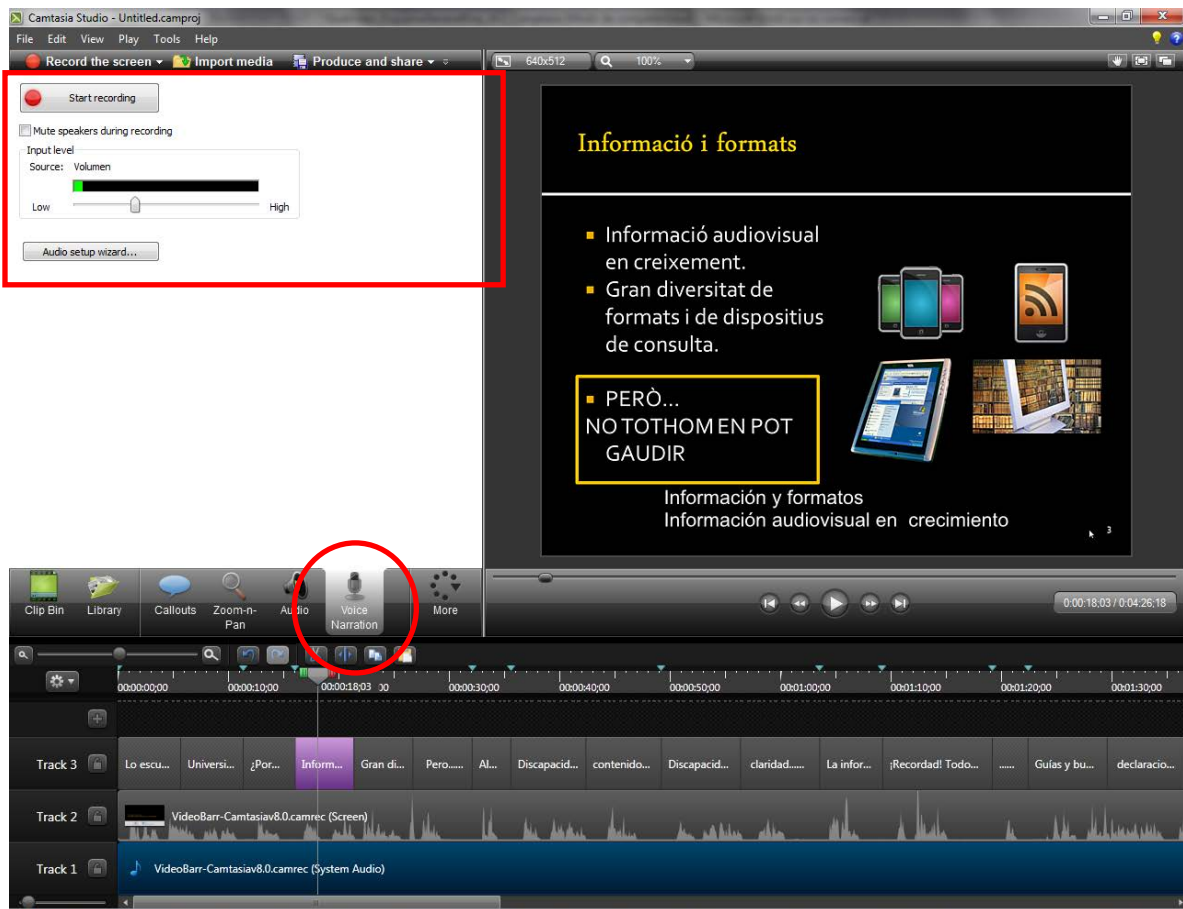 Camtasia Studio - Untitled.camproj
File Edit View Play Tools Help
Record the screen Import media Produce and share
640x512 100%
Start recording
Mute speakers during recording
Input level
Source: Volumen
Low High
Audio setup wizard...
Informació i formats
Informació audiovisual
en creixement.
Gran diversitat de
formats i de dispositius
de consulta.
PERÒ...
NO TOTHOM EN POT
GAUDIR
Información y formatos
Información audiovisual en crecimiento
3
Clip Bin Library Callouts Zoom-n-Pan Audio Voice Narration More
0:00:18;03 / 0:04:26;18
00:00:00;00 00:00:10;00 00:00:18;03 00:00:30;00 00:00:40;00 00:00:50;00 00:01:00;00 00:01:10;00 00:01:20;00 00:01:30;00
Track 3 Lo escu... Universi... ¿Por... Inform... Gran di... Pero...... Al... Discapacid... contenido... Discapacid... claridad...... La infor... ¡Recordad! Todo... ...... Guías y bu... declaracio...
Track 2 VideoBarr-Camtasiav8.0.camrec (Screen)
Track 1 VideoBarr-Camtasiav8.0.camrec (System Audio)